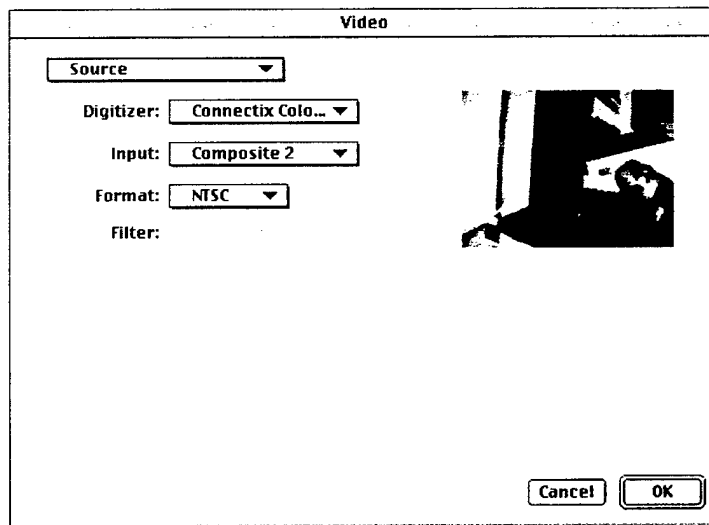 Video
Source
Digitizer: Connectix Colo...
Input: Composite 2
Format: NTSC
Filter:
Cancel OK